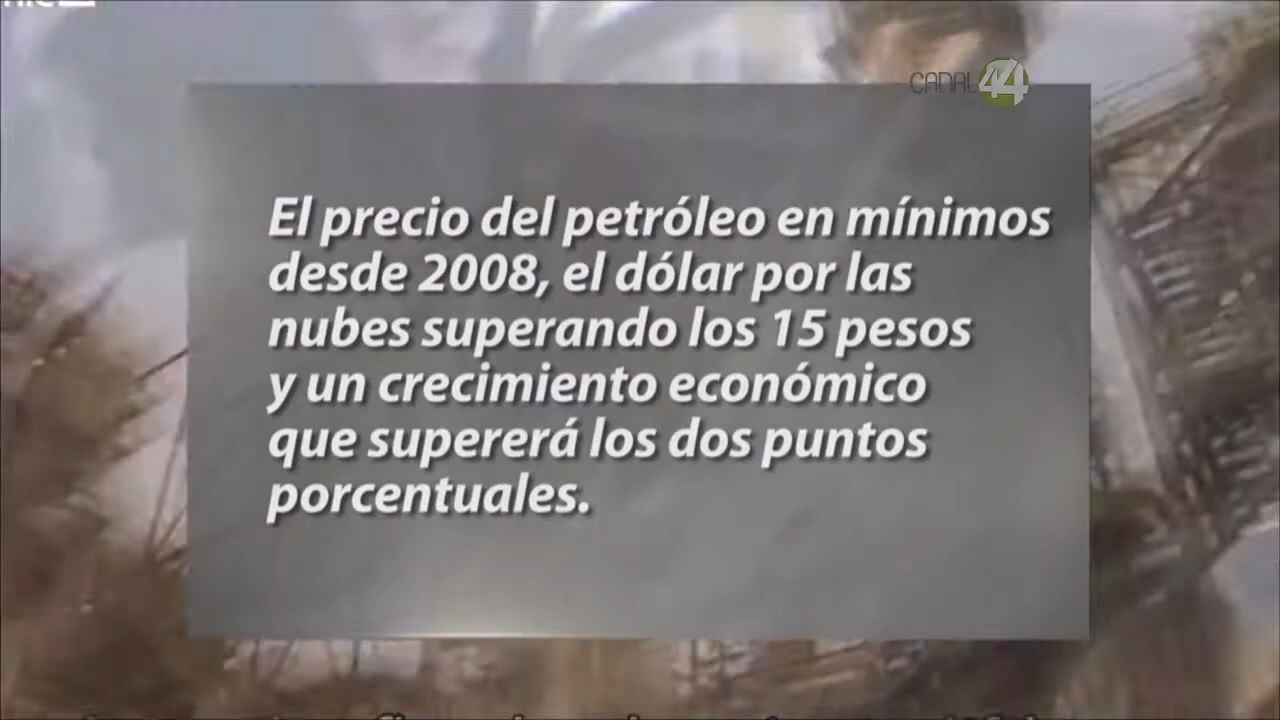 CANAL 44
El precio del petróleo en mínimos
desde 2008, el dólar por las
nubes superando los 15 pesos
y un crecimiento económico
que supererá los dos puntos
porcentuales.